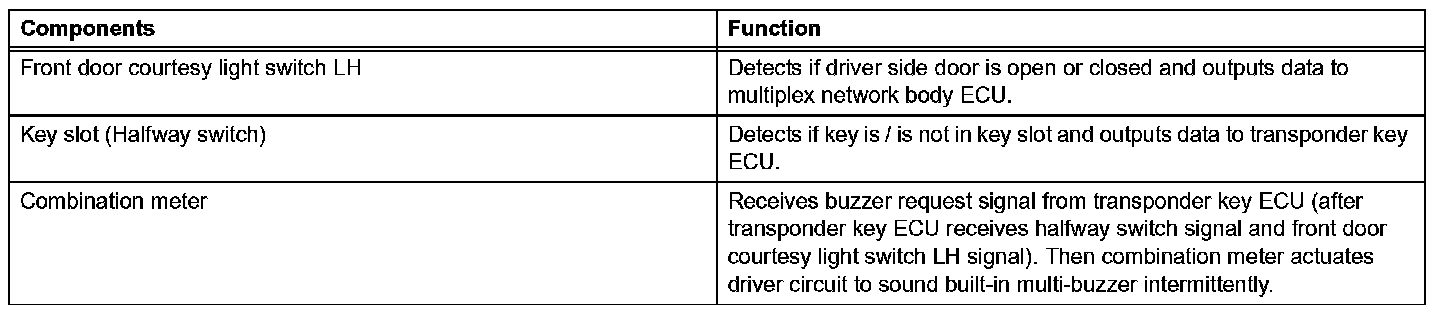 Components Function
Front door courtesy light switch LH Detects if driver side door is open or closed and outputs data to
multiplex network body ECU.
Key slot (Halfway switch) Detects if key is / is not in key slot and outputs data to transponder key
ECU.
Combination meter Receives buzzer request signal from transponder key ECU (after
transponder key ECU receives halfway switch signal and front door
courtesy light switch LH signal). Then combination meter actuates
driver circuit to sound built-in multi-buzzer intermittently.